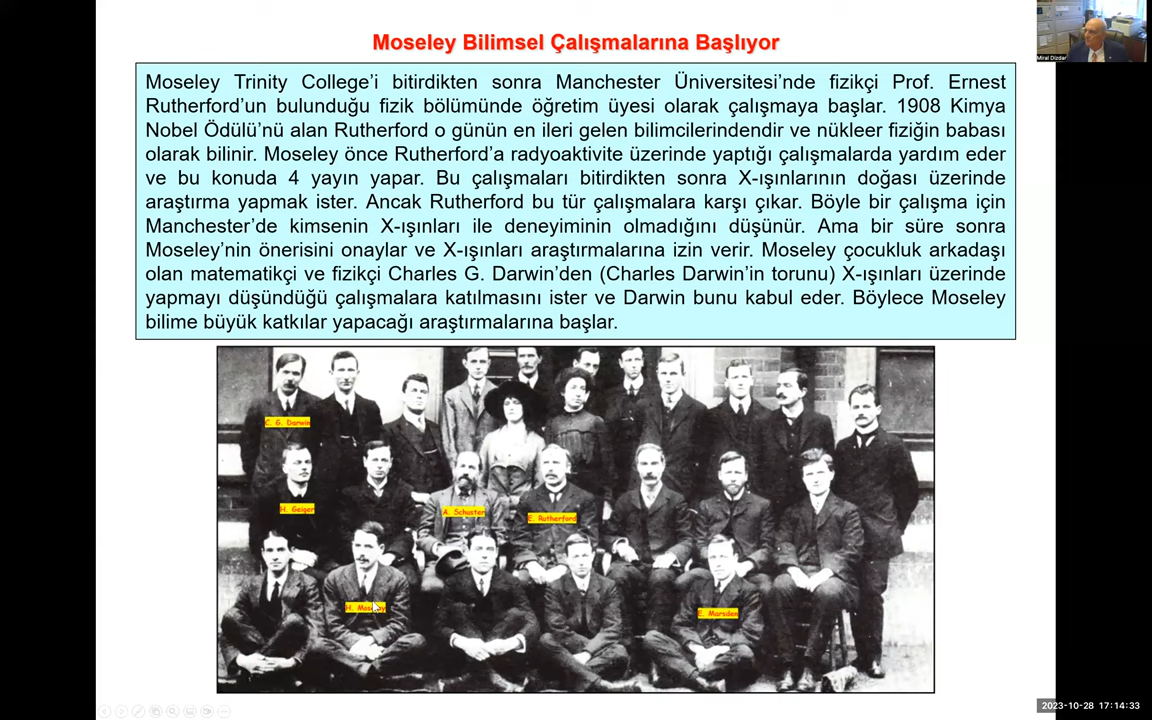 Moseley Bilimsel Çalışmalarına Başlıyor
Moseley Trinity College'i bitirdikten sonra Manchester Üniversitesi'nde fizikçi Prof. Ernest
Rutherford'un bulunduğu fizik bölümünde öğretim üyesi olarak çalışmaya başlar. 1908 Kimya
Nobel Ödülü'nü alan Rutherford o günün en ileri gelen bilimcilerindendir ve nükleer fiziğin babası
olarak bilinir. Moseley önce Rutherford'a radyoaktivite üzerinde yaptığı çalışmalarda yardım eder
ve bu konuda 4 yayın yapar. Bu çalışmaları bitirdikten sonra X-ışınlarının doğası üzerinde
araştırma yapmak ister. Ancak Rutherford bu tür çalışmalara karşı çıkar. Böyle bir çalışma için
Manchester'de kimsenin X-ışınları ile deneyiminin olmadığını düşünür. Ama bir süre sonra
Moseley'nin önerisini onaylar ve X-ışınları araştırmalarına izin verir. Moseley çocukluk arkadaşı
olan matematikçi ve fizikçi Charles G. Darwin'den (Charles Darwin'in torunu) X-ışınları üzerinde
yapmayı düşündüğü çalışmalara katılmasını ister ve Darwin bunu kabul eder. Böylece Moseley
bilime büyük katkılar yapacağı araştırmalarına başlar.
C. G. Darwin
H. Geiger
A. Schuster
E. Rutherford
H. Moseley
E. Marsden
Miral Dizdar
2023-10-28 17:14:33